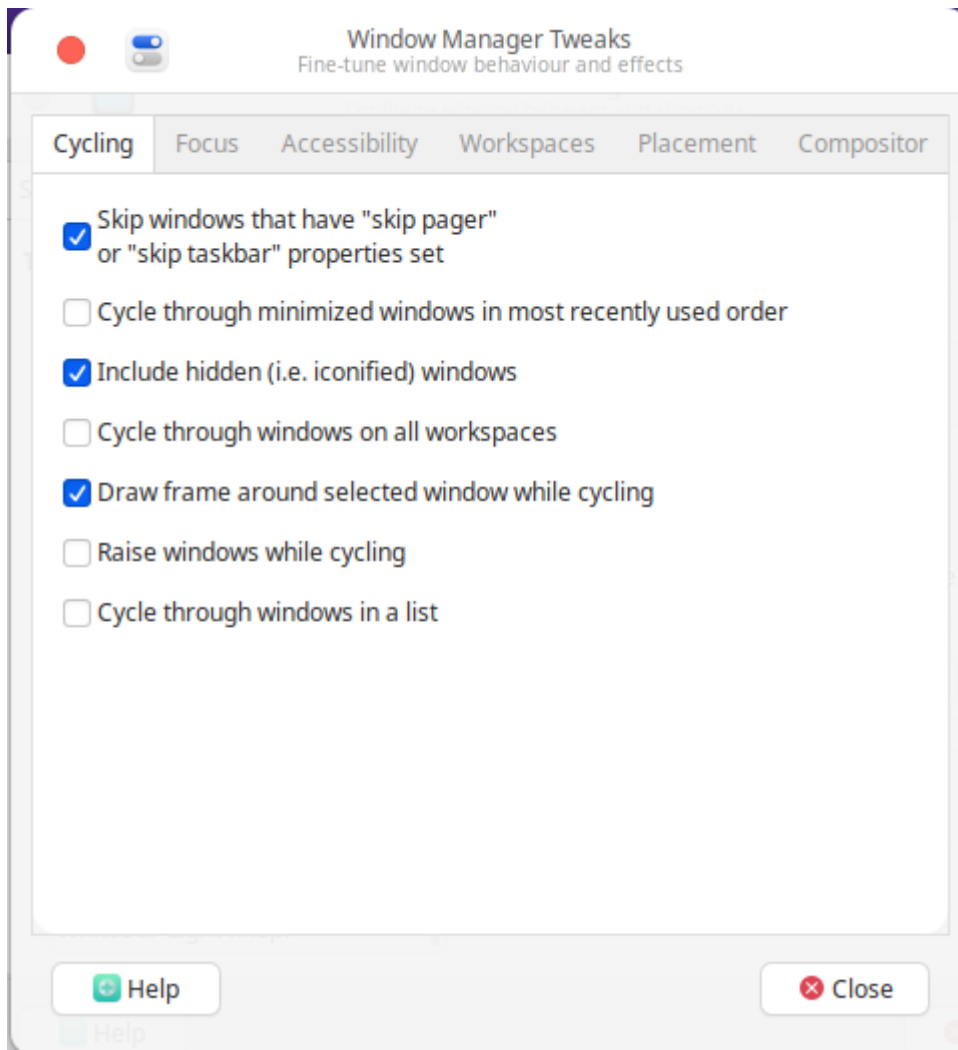 Window Manager Tweaks
Fine-tune window behaviour and effects
Cycling Focus Accessibility Workspaces Placement Compositor
Skip windows that have "skip pager"
or "skip taskbar" properties set
Cycle through minimized windows in most recently used order
Include hidden (i.e. iconified) windows
Cycle through windows on all workspaces
Draw frame around selected window while cycling
Raise windows while cycling
Cycle through windows in a list
Help Close
Help